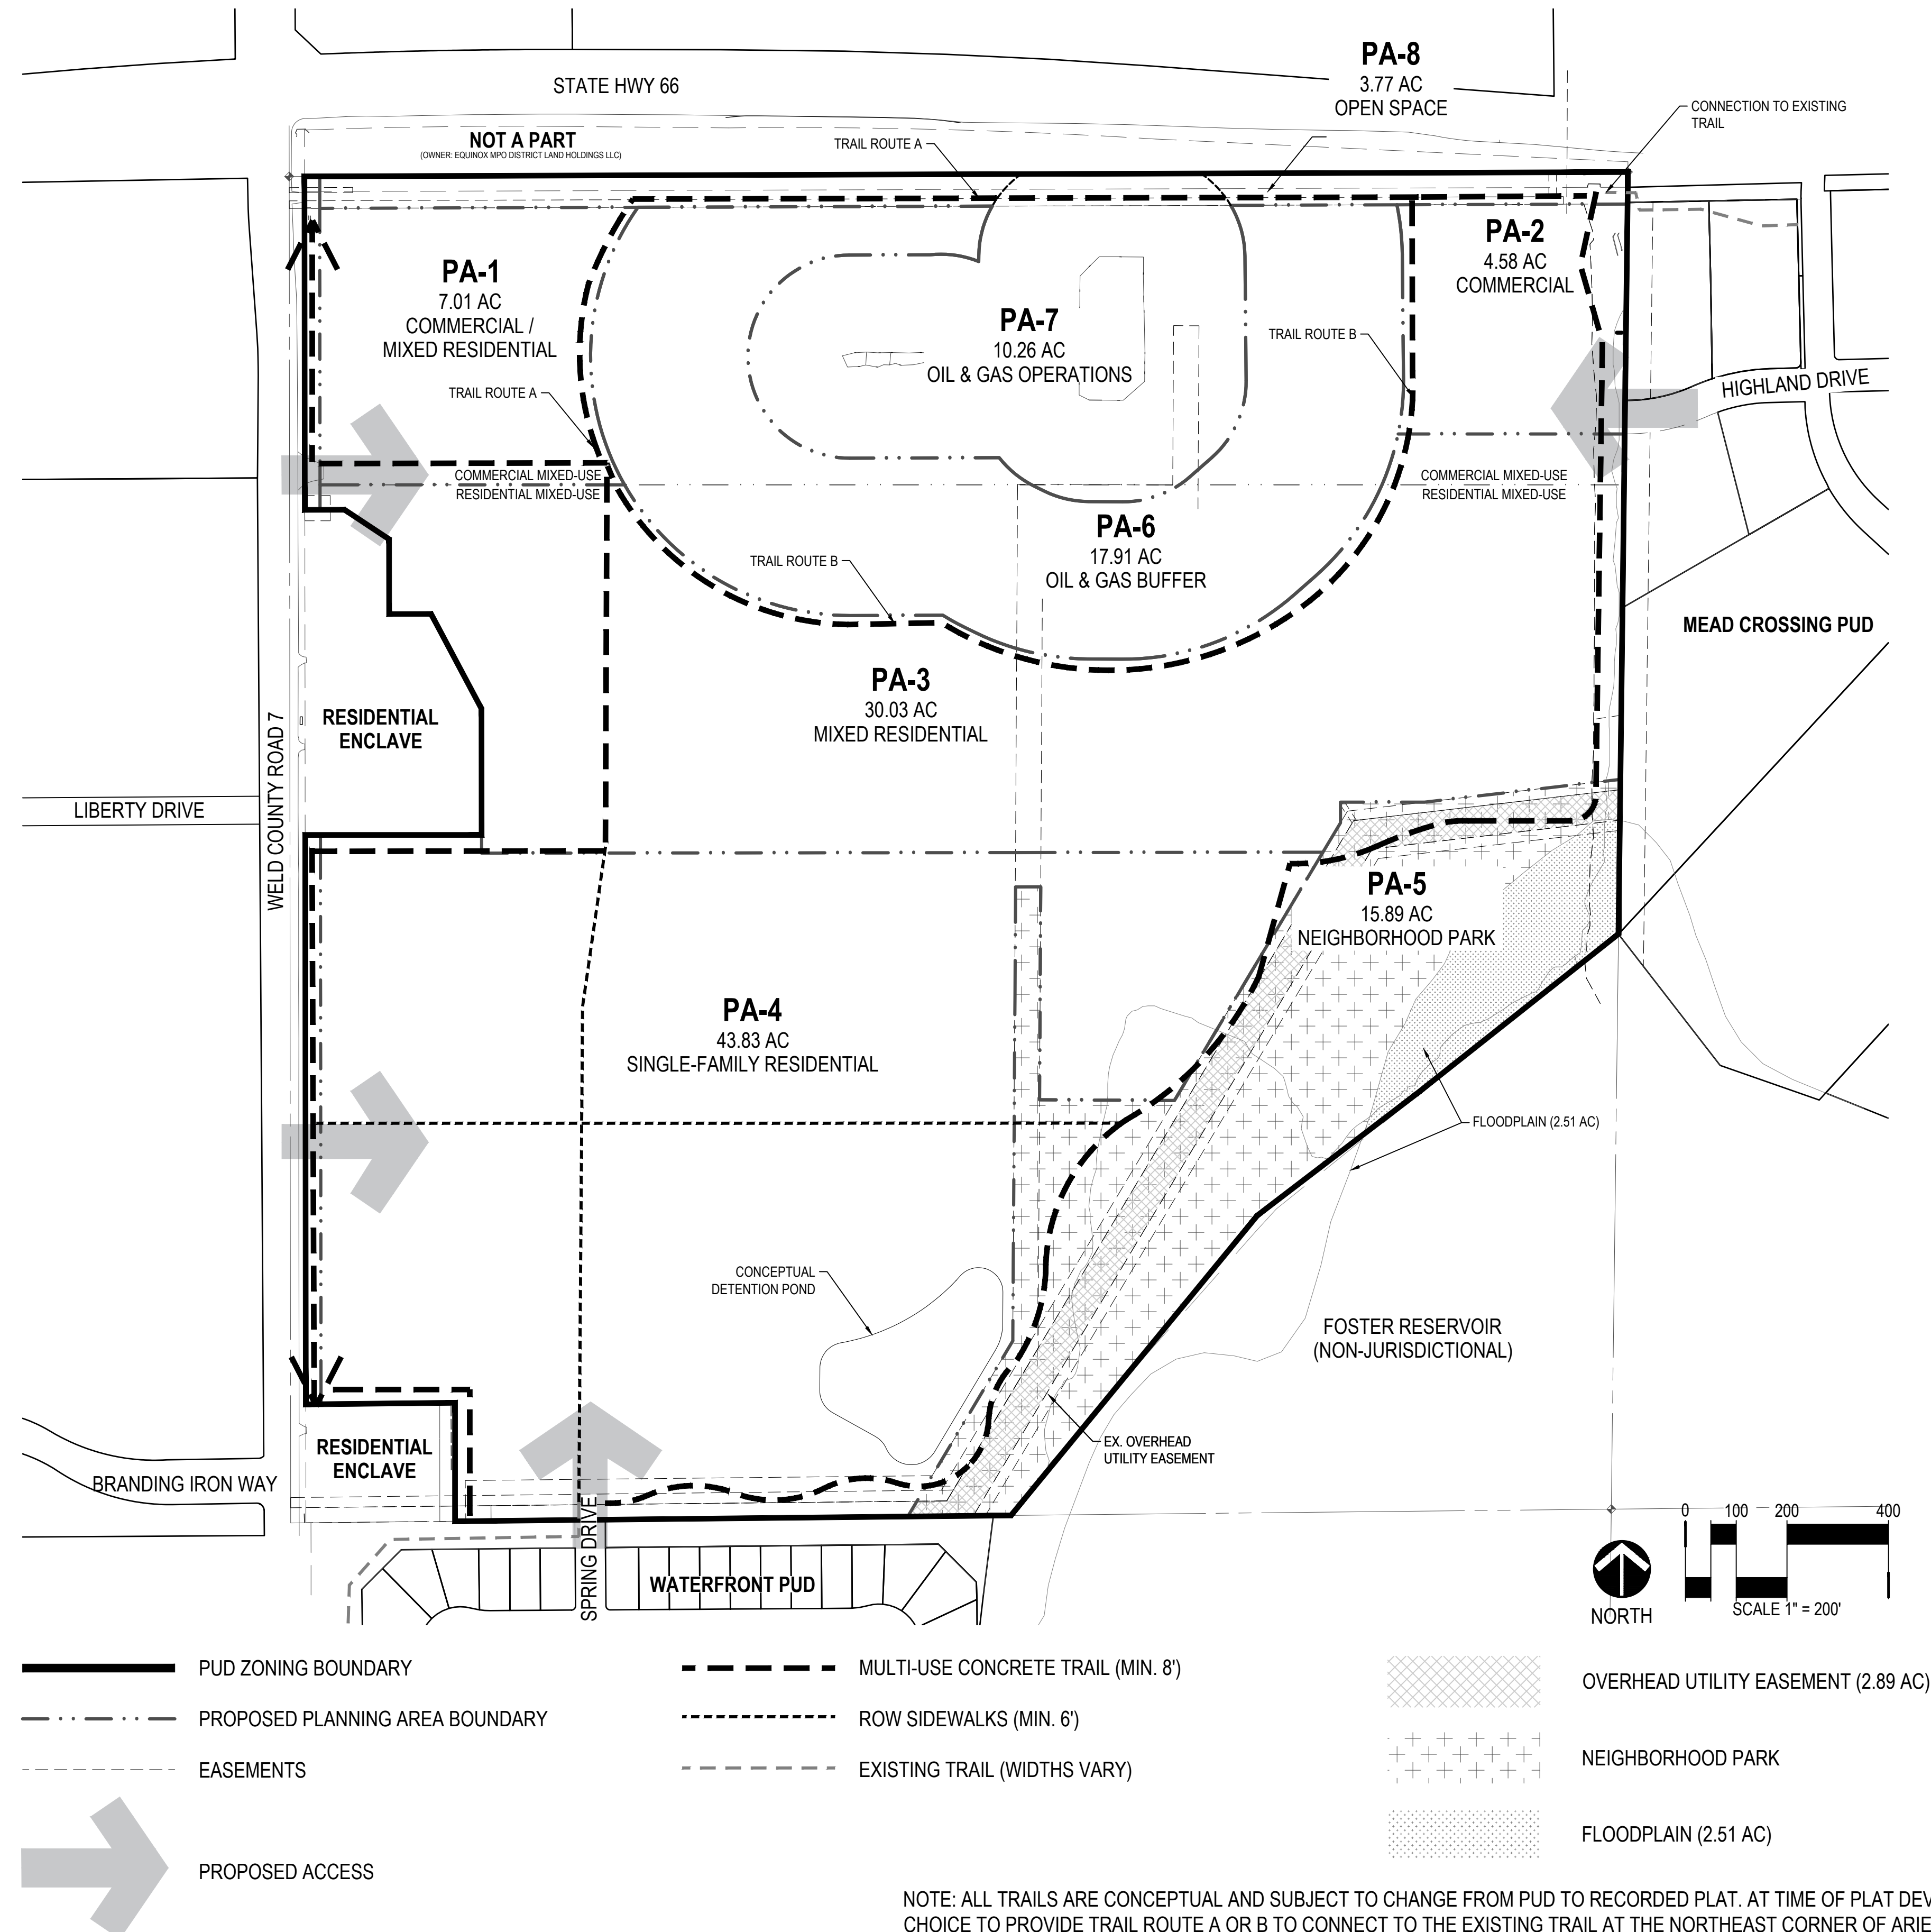 PA-8
3.77 AC
OPEN SPACE
STATE HWY 66
CONNECTION TO EXISTING
TRAIL
NOT A PART
(OWNER: EQUINOX MPO DISTRICT LAND HOLDINGS LLC)
TRAIL ROUTE A
PA-1
7.01 AC
COMMERCIAL /
MIXED RESIDENTIAL
PA-2
4.58 AC
COMMERCIAL
PA-7
10.26 AC
OIL & GAS OPERATIONS
TRAIL ROUTE B
TRAIL ROUTE A
HIGHLAND DRIVE
COMMERCIAL MIXED-USE
RESIDENTIAL MIXED-USE
COMMERCIAL MIXED-USE
RESIDENTIAL MIXED-USE
PA-6
17.91 AC
OIL & GAS BUFFER
TRAIL ROUTE B
MEAD CROSSING PUD
PA-3
30.03 AC
MIXED RESIDENTIAL
RESIDENTIAL
ENCLAVE
WELD COUNTY ROAD 7
LIBERTY DRIVE
PA-5
15.89 AC
NEIGHBORHOOD PARK
PA-4
43.83 AC
SINGLE-FAMILY RESIDENTIAL
FLOODPLAIN (2.51 AC)
CONCEPTUAL
DETENTION POND
FOSTER RESERVOIR
(NON-JURISDICTIONAL)
EX. OVERHEAD
UTILITY EASEMENT
RESIDENTIAL
ENCLAVE
BRANDING IRON WAY
SPRING DRIVE
WATERFRONT PUD
0 100 200 400
NORTH
SCALE 1" = 200'
PUD ZONING BOUNDARY
PROPOSED PLANNING AREA BOUNDARY
EASEMENTS
PROPOSED ACCESS
MULTI-USE CONCRETE TRAIL (MIN. 8')
ROW SIDEWALKS (MIN. 6')
EXISTING TRAIL (WIDTHS VARY)
OVERHEAD UTILITY EASEMENT (2.89 AC)
NEIGHBORHOOD PARK
FLOODPLAIN (2.51 AC)
NOTE: ALL TRAILS ARE CONCEPTUAL AND SUBJECT TO CHANGE FROM PUD TO RECORDED PLAT. AT TIME OF PLAT
CHOICE TO PROVIDE TRAIL ROUTE A OR B TO CONNECT TO THE EXISTING TRAIL AT THE NORTHEAST CORNER OF